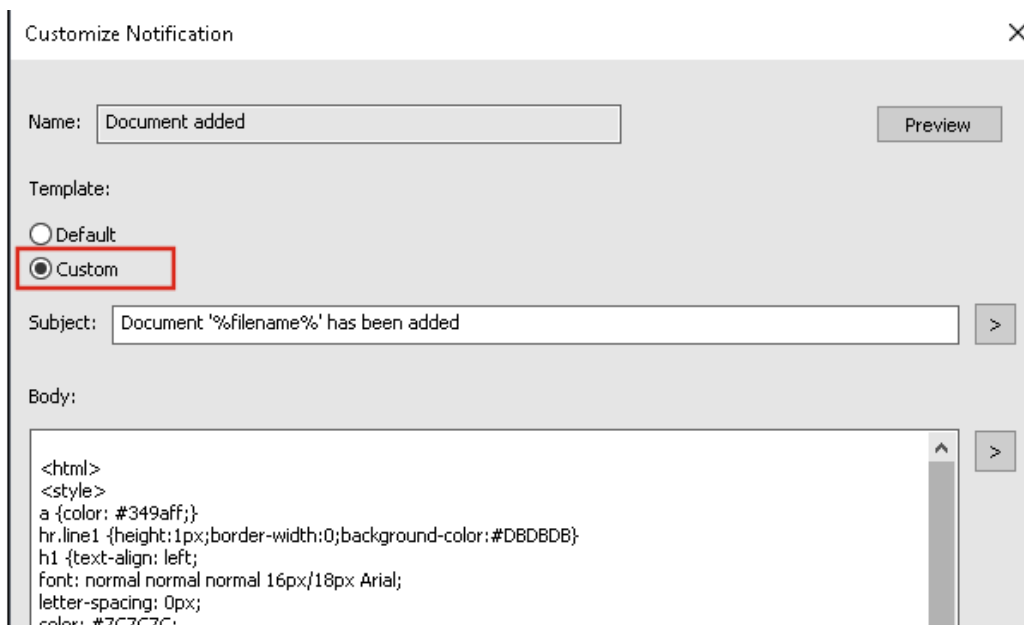 Customize Notification
Name: Document added
Preview
Template:
Default
Custom
Subject: Document '%filename%' has been added >
Body:
>
<html>
<style>
a {color: #349aff;}
hr.line1 {height:1px;border-width:0;background-color:#DBDBDB}
h1 {text-align: left;
font: normal normal normal 16px/18px Arial;
letter-spacing: 0px;
color: #7C7C7C;